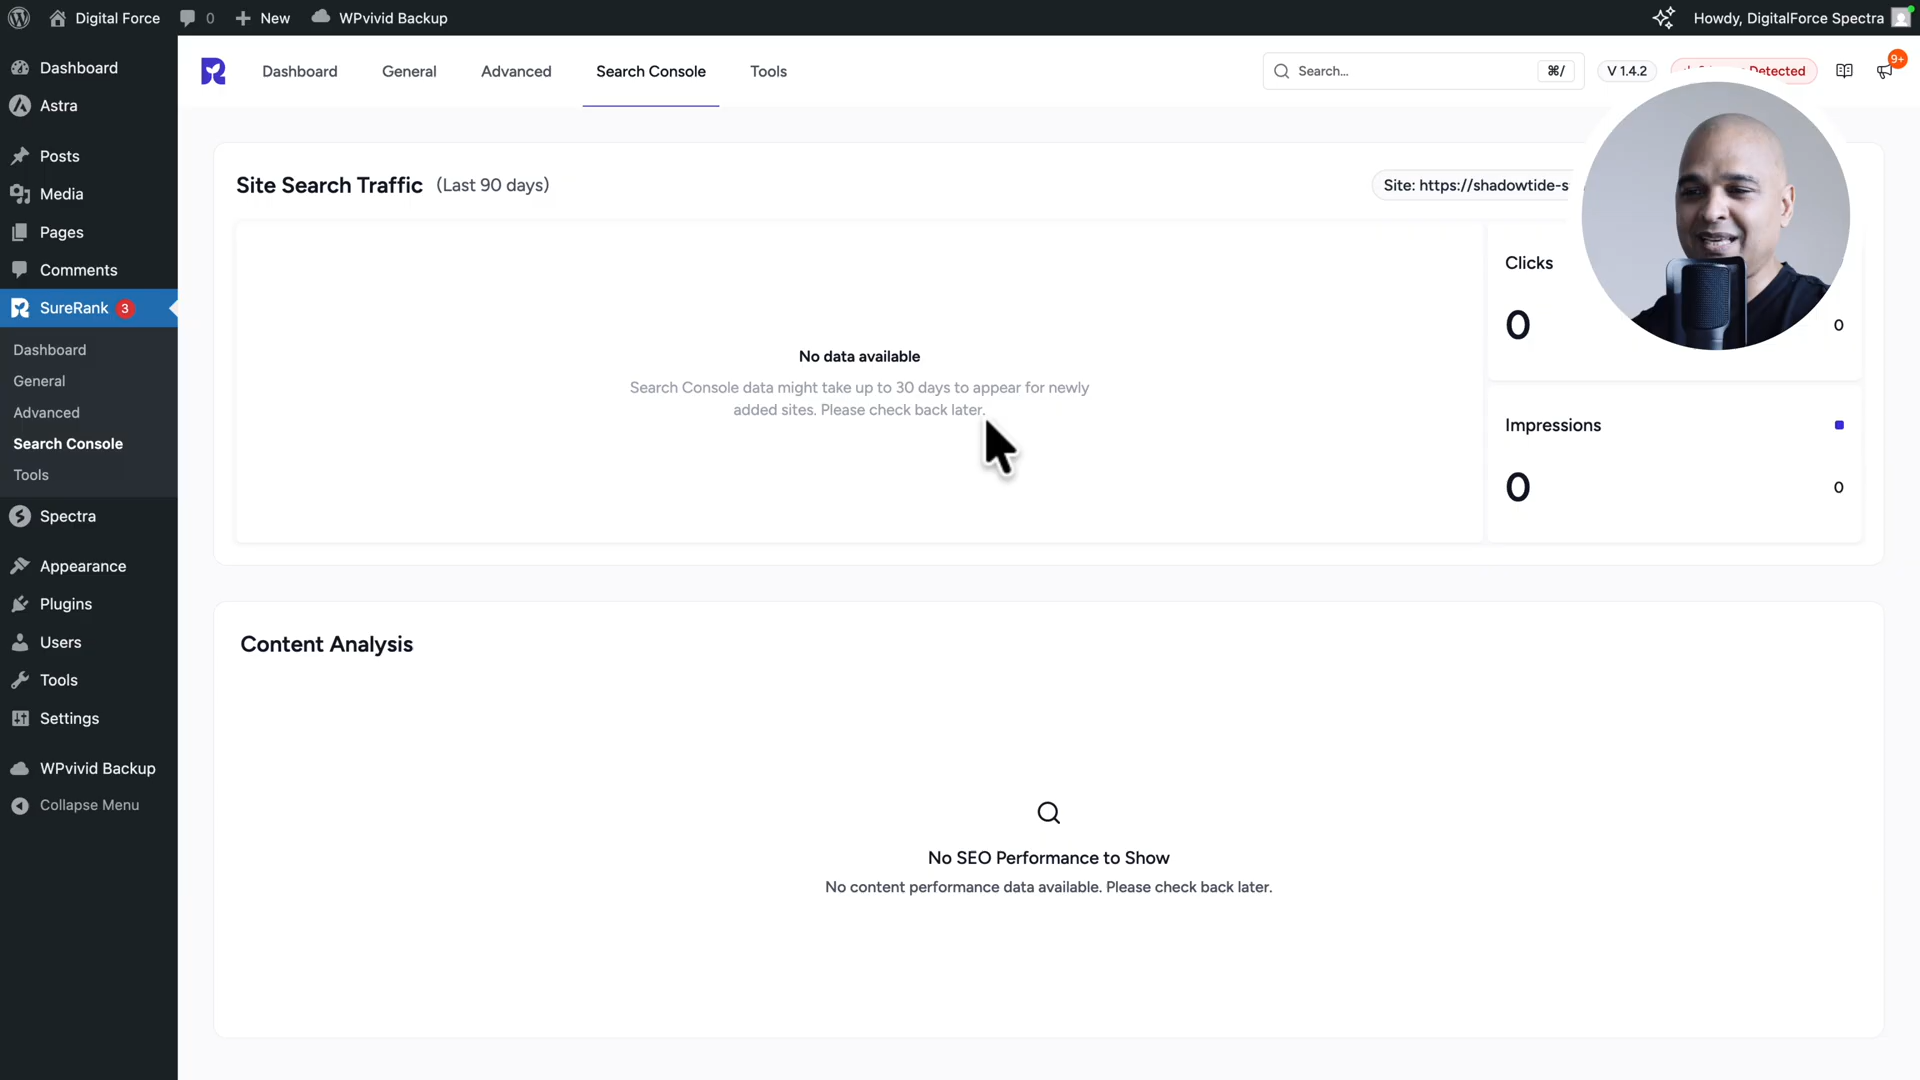 Digital Force
0
New
WPvivid Backup
Howdy, DigitalForce Spectra
Dashboard
Astra
Posts
Media
Pages
Comments
SureRank 3
Dashboard
General
Advanced
Search Console
Tools
Spectra
Appearance
Plugins
Users
Tools
Settings
WPvivid Backup
Collapse Menu
Dashboard
General
Advanced
Search Console
Tools
Search...
⌘/
V 1.4.2
Detected
9+
Site Search Traffic (Last 90 days)
Site: https://shadowtide-s
No data available
Search Console data might take up to 30 days to appear for newly
added sites. Please check back later.
Clicks
0
0
Impressions
0
0
Content Analysis
No SEO Performance to Show
No content performance data available. Please check back later.